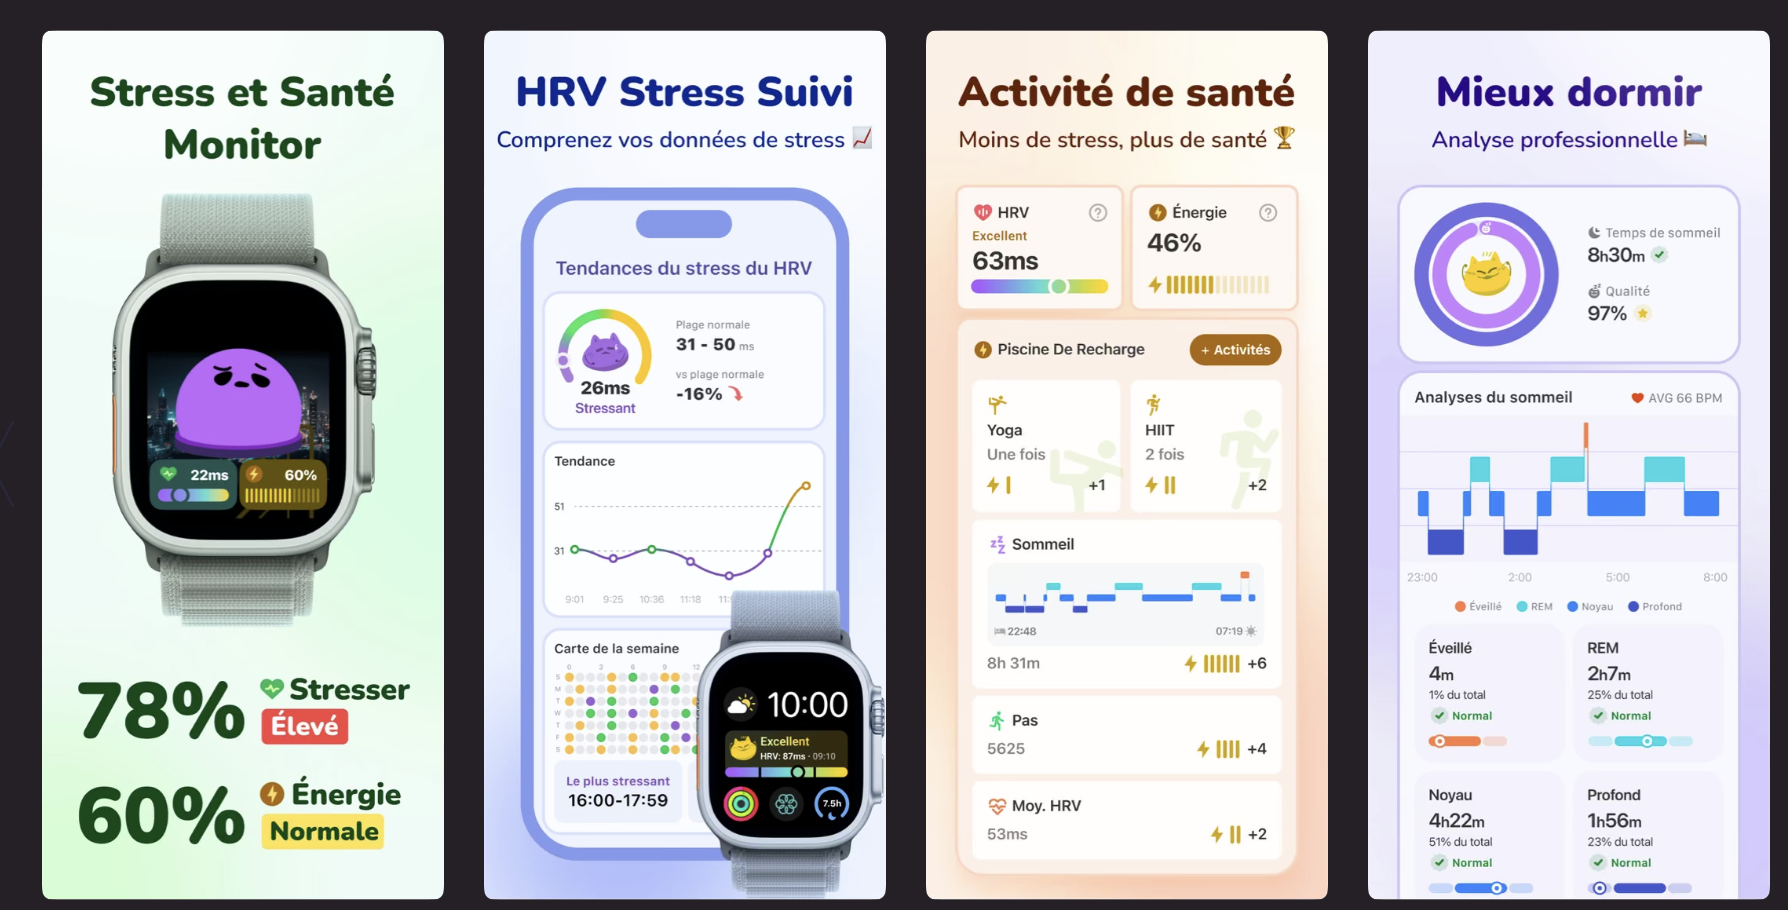 Stress et Santé
Monitor
22ms
60%
78%
Stresser
Élevé
60%
Énergie
Normale
HRV Stress Suivi
Comprenez vos données de stress
Tendances du stress du HRV
26ms
Stressant
Plage normale
31 - 50 ms
vs plage normale
-16%
Tendance
51
31
9:01 9:25 10:36 11:18
Carte de la semaine
0 3 6 9 12
S
M
T
W
T
F
S
Le plus stressant
16:00-17:59
10:00
Excellent
HRV: 87ms · 09:10
7.5h
Activité de santé
Moins de stress, plus de santé
HRV
Excellent
63ms
Énergie
46%
Piscine De Recharge
+ Activités
Yoga
Une fois
+1
HIIT
2 fois
+2
Sommeil
22:48
07:19
8h 31m
+6
Pas
5625
+4
Moy. HRV
53ms
+2
Mieux dormir
Analyse professionnelle
Temps de sommeil
8h30m
Qualité
97%
Analyses du sommeil
AVG 66 BPM
23:00 2:00 5:00 8:00
Éveillé REM Noyau Profond
Éveillé
4m
1% du total
Normal
REM
2h7m
25% du total
Normal
Noyau
4h22m
51% du total
Normal
Profond
1h56m
23% du total
Normal